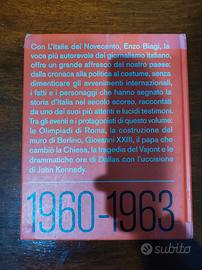 Con L'Italia del Novecento, Enzo Biagi, la
voce più autorevole del giornalismo italiano,
offre un grande affresco del nostro paese:
dalla cronaca alla politica al costume, senza
dimenticare gli avvenimenti internazionali,
i fatti e i personaggi che hanno segnato la
storia d'Italia nel secolo scorso, raccontati
da uno dei suoi più attenti e lucidi testimoni.
Tra gli eventi e i protagonisti di questo volume:
le Olimpiadi di Roma, la costruzione del
muro di Berlino, Giovanni XXIII, il papa che
cambiò la Chiesa, la tragedia del Vajont e le
drammatiche ore di Dallas con l'uccisione
di John Kennedy.
1960-1963
subito